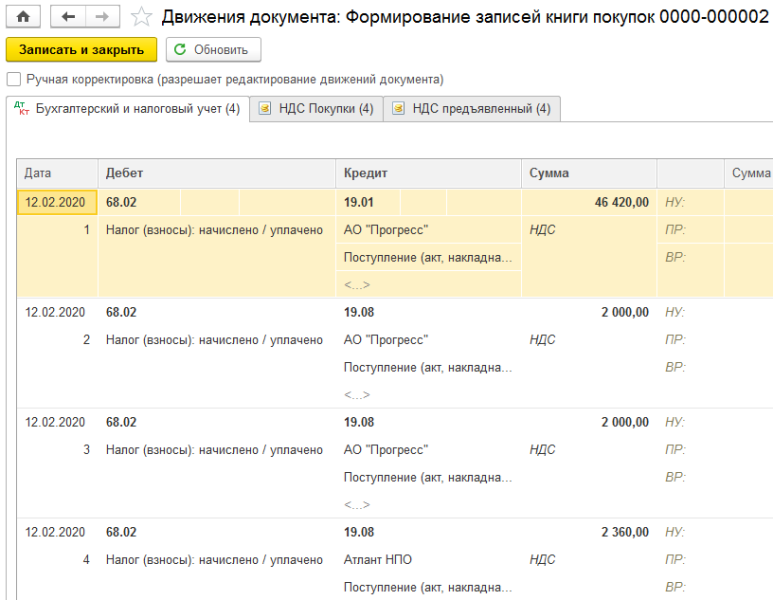 Движения документа: Формирование записей книги покупок 0000-000002
Записать и закрыть Обновить
Ручная корректировка (разрешает редактирование движений документа)
Дт Кт Бухгалтерский и налоговый учет (4) НДС Покупки (4) НДС предъявленный (4)
Дата Дебет Кредит Сумма Сумма
12.02.2020 68.02 19.01 46 420,00 НУ:
1 Налог (взносы): начислено / уплачено АО "Прогресс" НДС ПР:
Поступление (акт, накладна... ВР:
<...>
12.02.2020 68.02 19.08 2 000,00 НУ:
2 Налог (взносы): начислено / уплачено АО "Прогресс" НДС ПР:
Поступление (акт, накладна... ВР:
<...>
12.02.2020 68.02 19.08 2 000,00 НУ:
3 Налог (взносы): начислено / уплачено АО "Прогресс" НДС ПР:
Поступление (акт, накладна... ВР:
<...>
12.02.2020 68.02 19.08 2 360,00 НУ:
4 Налог (взносы): начислено / уплачено Атлант НПО НДС ПР:
Поступление (акт, накладна... ВР: